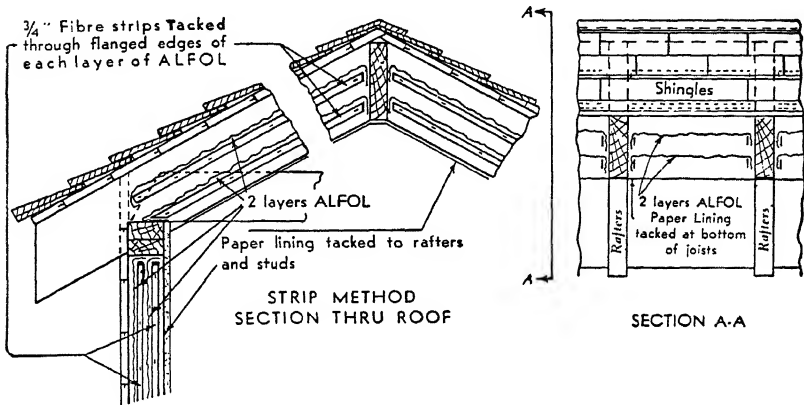 3/4" Fibre strips Tacked
through flanged edges of
each layer of ALFOL
2 layers ALFOL
Paper lining tacked to rafters
and studs
STRIP METHOD
SECTION THRU ROOF
A
A
Shingles
2 layers ALFOL
Paper Lining
tacked at bottom
of joists
Rafters
Rafters
SECTION A-A